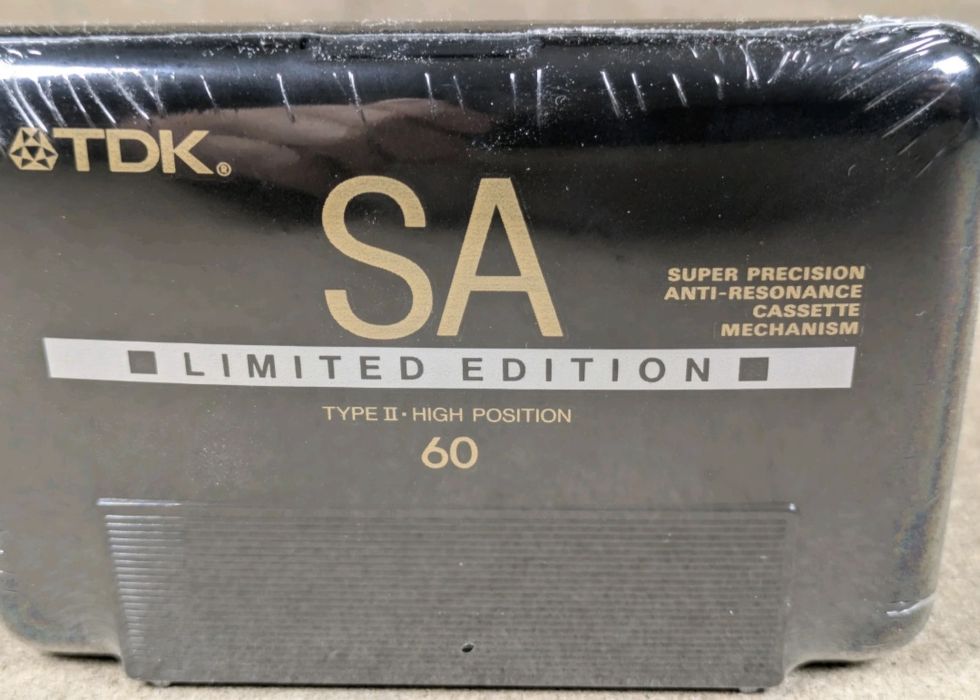 TDK®
SA
SUPER PRECISION
ANTI-RESONANCE
CASSETTE
MECHANISM
LIMITED EDITION
TYPE II · HIGH POSITION
60